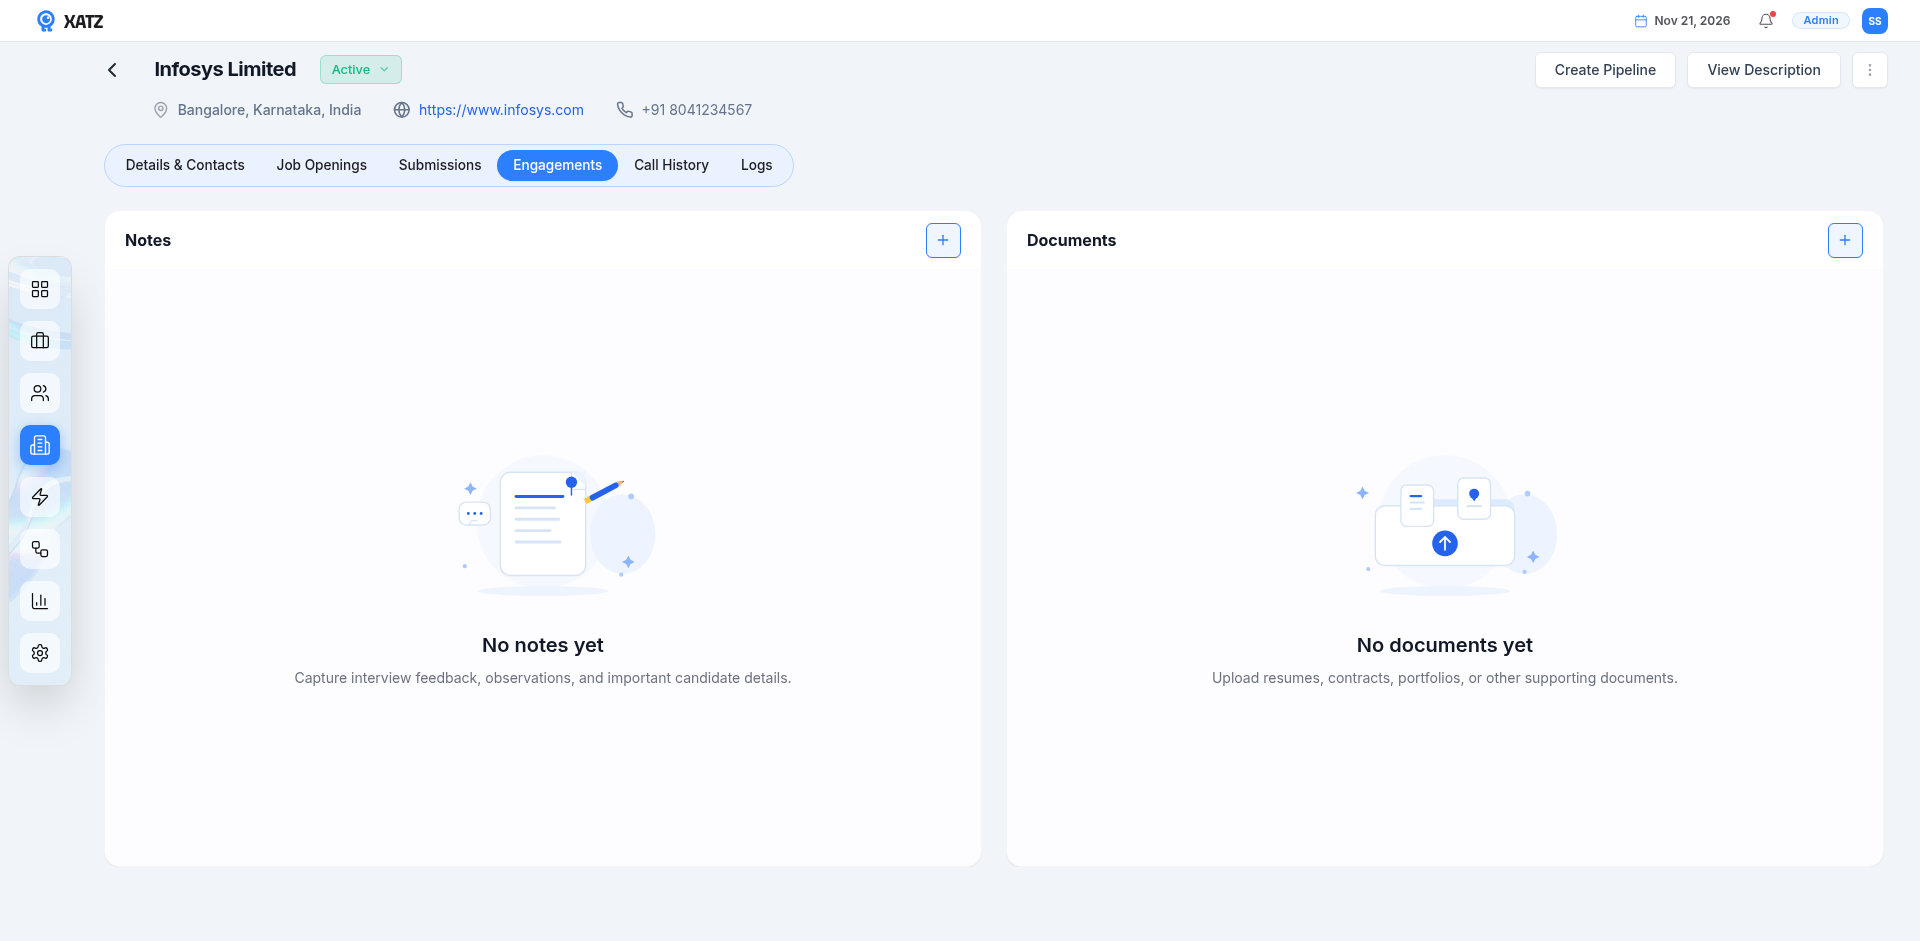 XATZ
Nov 21, 2026
Admin
SS
Infosys Limited
Active
Create Pipeline
View Description
Bangalore, Karnataka, India
https://www.infosys.com
+91 8041234567
Details & Contacts
Job Openings
Submissions
Engagements
Call History
Logs
Notes
Documents
No notes yet
Capture interview feedback, observations, and important candidate details.
No documents yet
Upload resumes, contracts, portfolios, or other supporting documents.